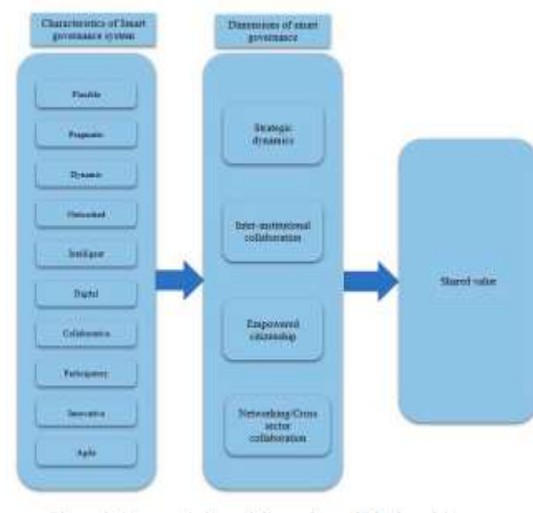 Characteristics of Smart
governance system
Flexible
Pragmatic
Dynamic
Networked
Intelligent
Digital
Collaborative
Participatory
Innovative
Agile
Dimensions of smart
governance
Strategic
dynamics
Inter-institutional
collaboration
Empowered
citizenship
Networking/Cross
sector
collaboration
Shared value